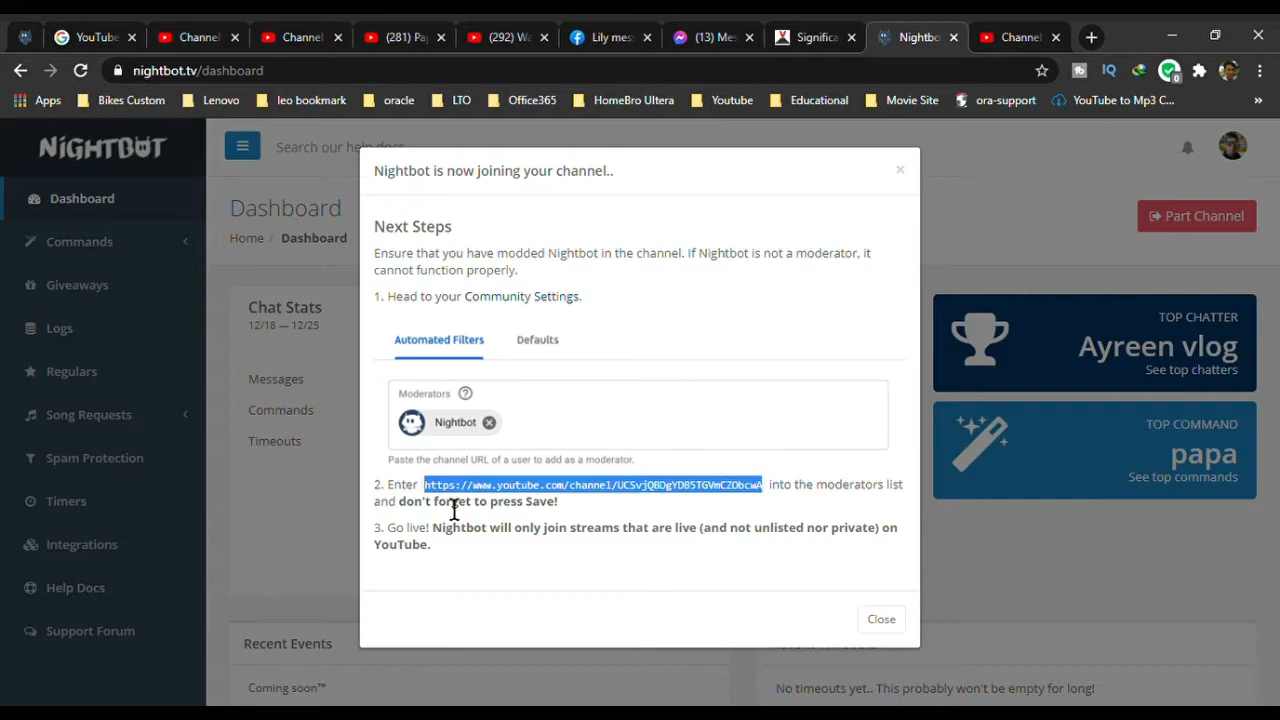 YouTube
Channel
Channel
(281) Pa
(292) Wa
Lily mes
(13) Mes
Significa
Nightbo
Channel
nightbot.tv/dashboard
0
Apps
Bikes Custom
Lenovo
leo bookmark
oracle
LTO
Office365
HomeBro Ultera
Youtube
Educational
Movie Site
ora-support
YouTube to Mp3 C...
»
NiGHTBOT
Search our help docs...
Dashboard
Commands
Giveaways
Logs
Regulars
Song Requests
Spam Protection
Timers
Integrations
Help Docs
Support Forum
Dashboard
Home / Dashboard
Part Channel
Chat Stats
12/18 — 12/25
Messages
Commands
Timeouts
TOP CHATTER
Ayreen vlog
See top chatters
TOP COMMAND
papa
See top commands
Nightbot is now joining your channel..
×
Next Steps
Ensure that you have modded Nightbot in the channel. If Nightbot is not a moderator, it
cannot function properly.
1. Head to your Community Settings.
Automated Filters
Defaults
Moderators ?
Nightbot
Paste the channel URL of a user to add as a moderator.
2. Enter https://www.youtube.com/channel/UCSvjQBDgYDB5TGVmCZObcwA into the moderators list
and don't forget to press Save!
3. Go live! Nightbot will only join streams that are live (and not unlisted nor private) on
YouTube.
Close
Recent Events
Coming soon™
No timeouts yet.. This probably won't be empty for long!